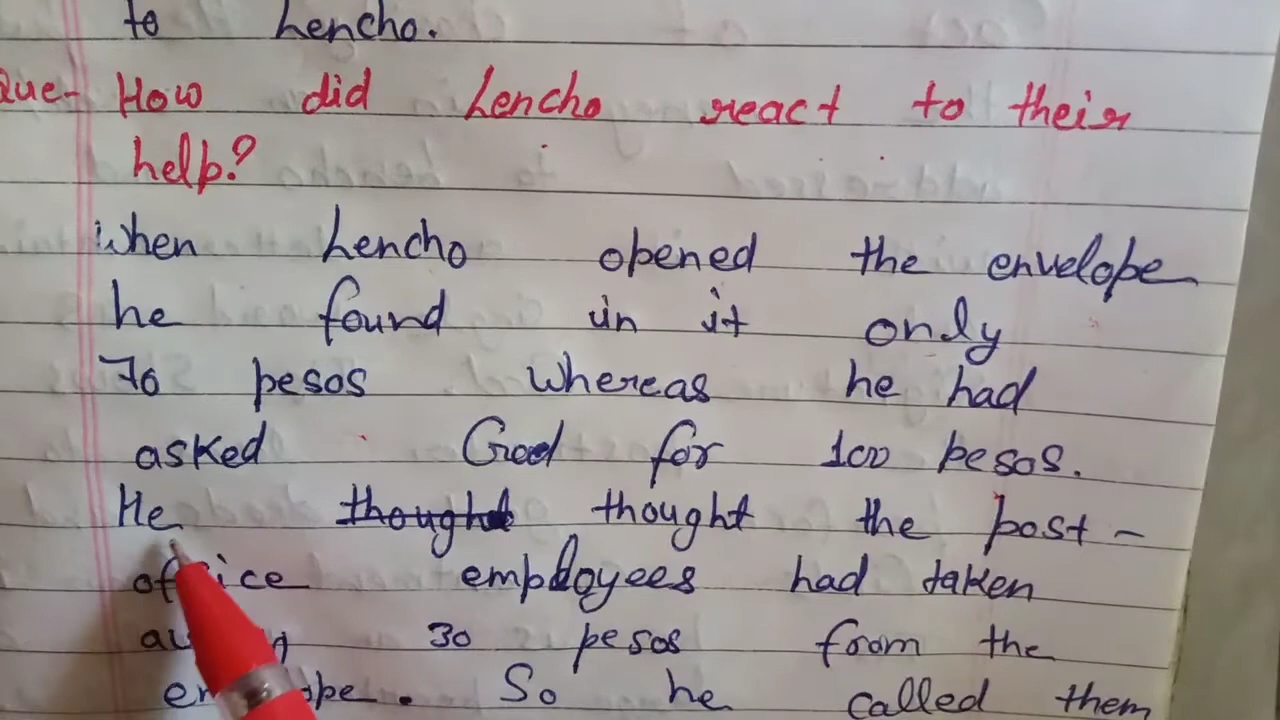 to Lencho.
Que- How did Lencho react to their
help?
When Lencho opened the envelope
he found in it only
70 pesos whereas he had
asked God for 100 pesos.
He thought thought the post-
office employees had taken
30 pesos from the
So he called them